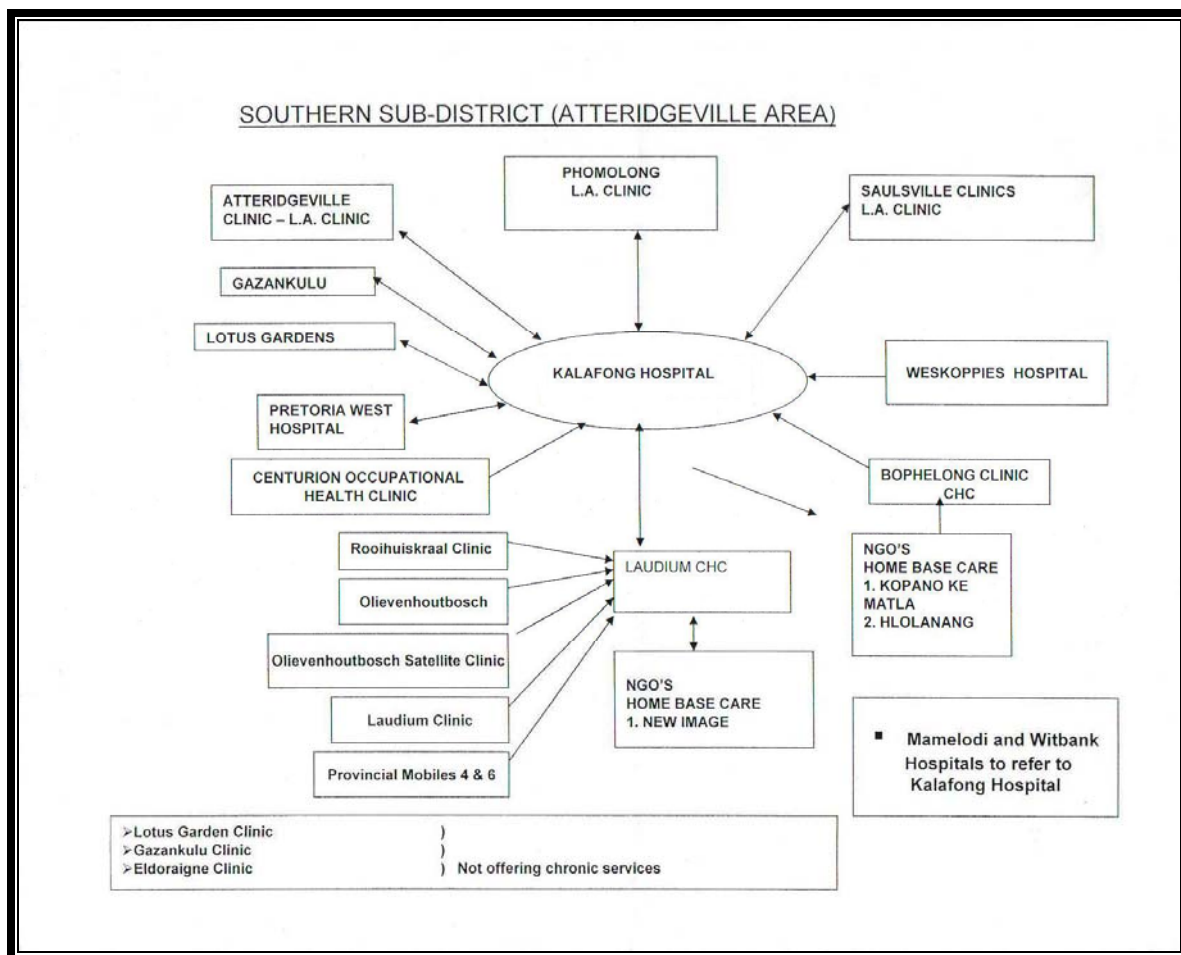 SOUTHERN SUB-DISTRICT (ATTERIDGEVILLE AREA)
PHOMOLONG
L.A. CLINIC
ATTERIDGEVILLE
CLINIC – L.A. CLINIC
SAULSVILLE CLINICS
L.A. CLINIC
GAZANKULU
LOTUS GARDENS
KALAFONG HOSPITAL
WESKOPPIES HOSPITAL
PRETORIA WEST
HOSPITAL
CENTURION OCCUPATIONAL
HEALTH CLINIC
BOPHELONG CLINIC
CHC
Rooihuiskraal Clinic
LAUDIUM CHC
NGO'S
HOME BASE CARE
1. KOPANO KE
MATLA
2. HLOLANANG
Olievenhoutbosch
Olievenhoutbosch Satellite Clinic
Laudium Clinic
Provincial Mobiles 4 & 6
NGO'S
HOME BASE CARE
1. NEW IMAGE
▪ Mamelodi and Witbank
Hospitals to refer to
Kalafong Hospital
➢Lotus Garden Clinic )
➢Gazankulu Clinic )
➢Eldoraigne Clinic ) Not offering chronic services